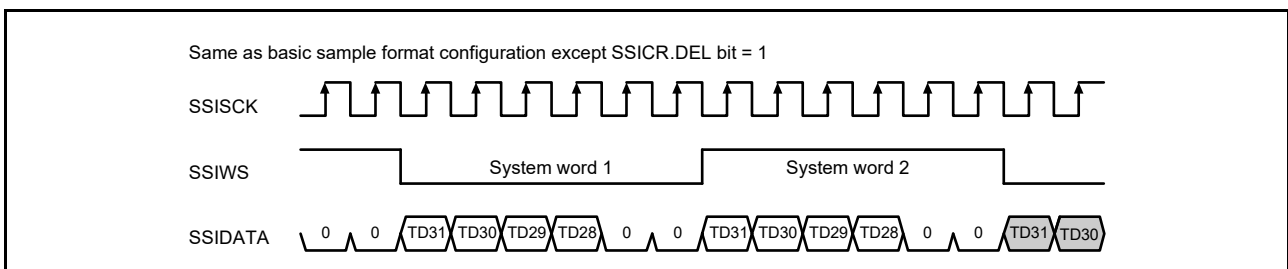 Same as basic sample format configuration except SSICR.DEL bit = 1
SSISCK
SSIWS System word 1 System word 2
SSIDATA 0 0 TD31 TD30 TD29 TD28 0 0 TD31 TD30 TD29 TD28 0 0 TD31 TD30